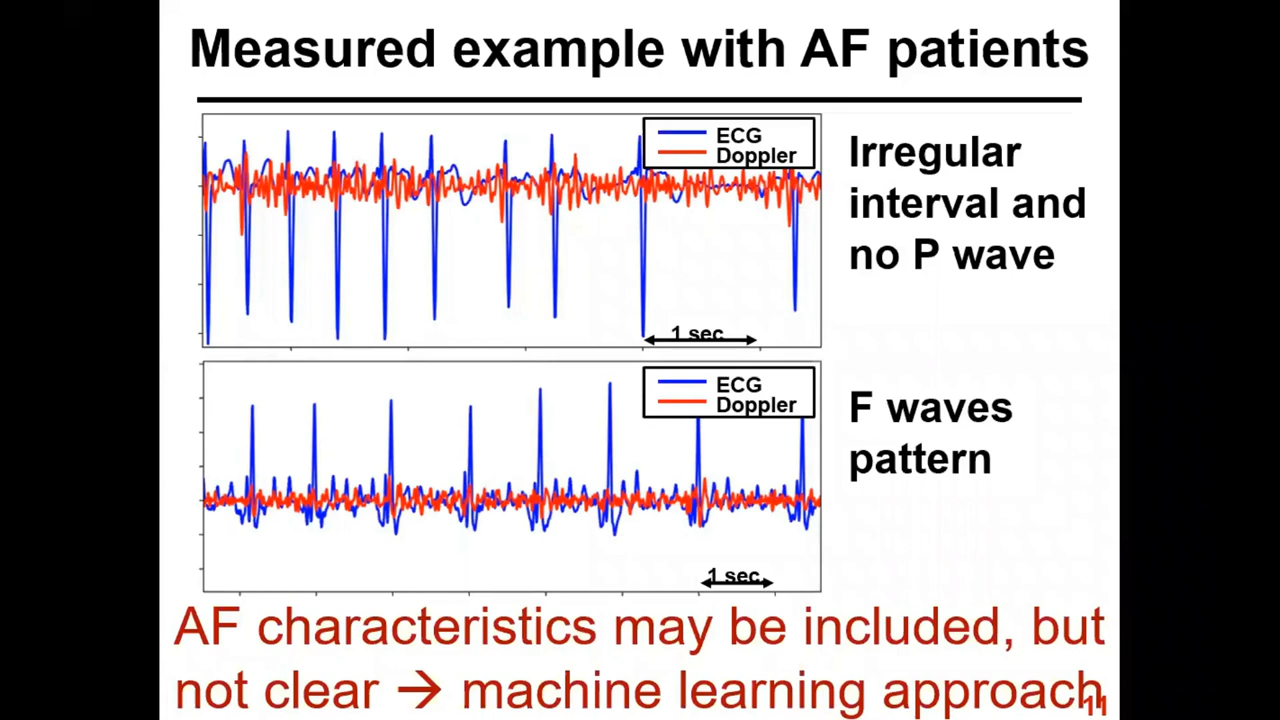 Measured example with AF patients
ECG
Doppler
Irregular
interval and
no P wave
1 sec
ECG
Doppler
F waves
pattern
1 sec
AF characteristics may be included, but
not clear → machine learning approach
11